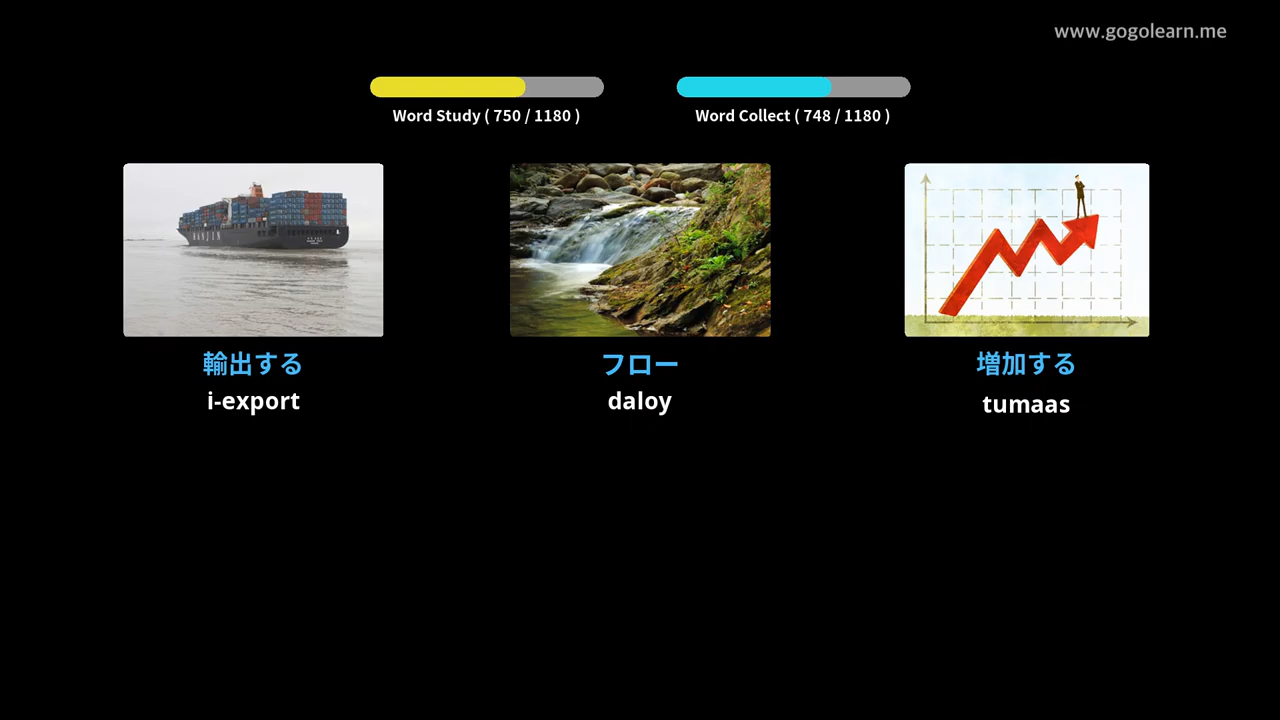 www.gogolearn.me
Word Study ( 750 / 1180 )
Word Collect ( 748 / 1180 )
HANJIN
輸出する
フロー
増加する
i-export
daloy
tumaas